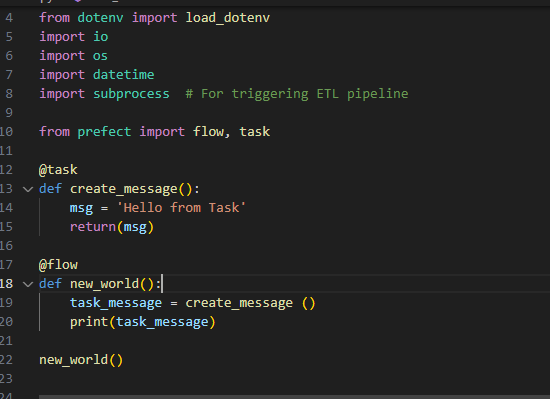 4 from dotenv import load_dotenv
5 import io
6 import os
7 import datetime
8 import subprocess  # For triggering ETL pipeline
9
10 from prefect import flow, task
11
12 @task
13 def create_message():
14     msg = 'Hello from Task'
15     return(msg)
16
17 @flow
18 def new_world():
19     task_message = create_message ()
20     print(task_message)
21
22 new_world()
23
24